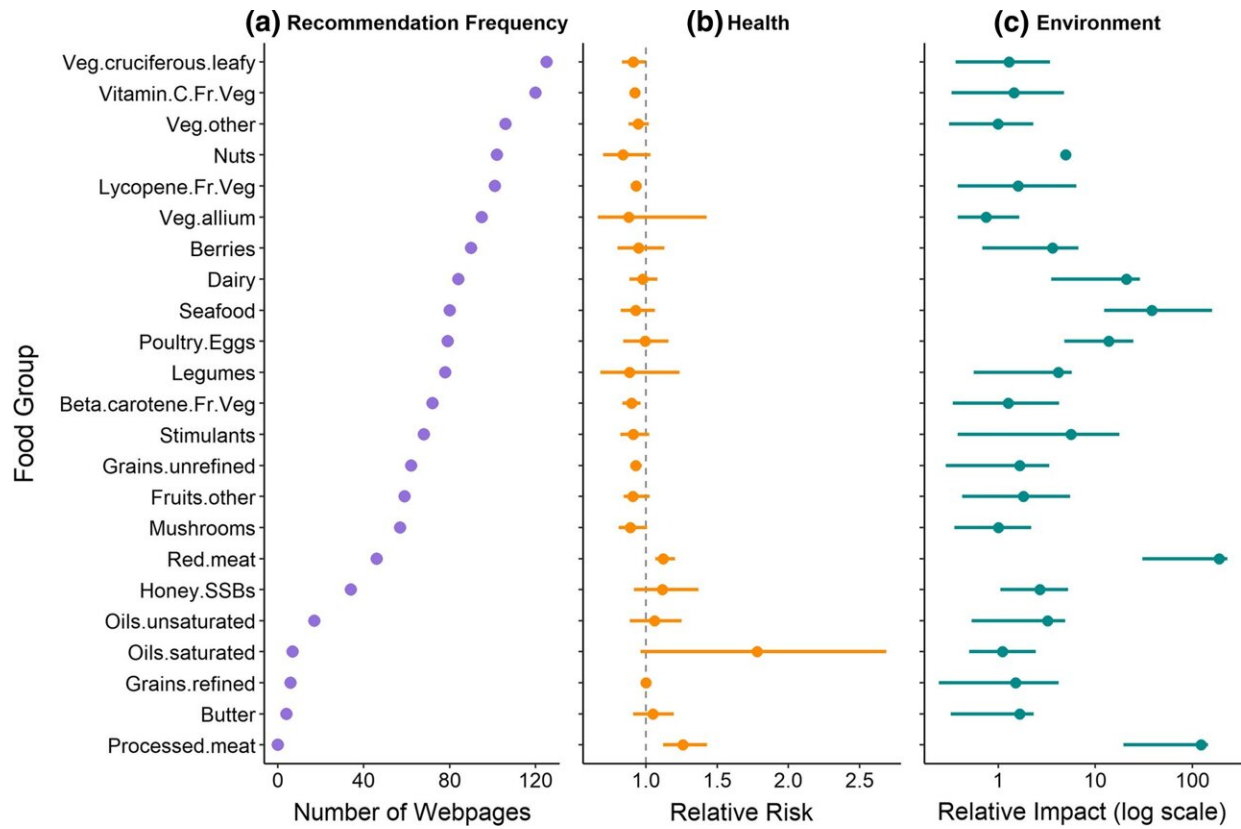 (a) Recommendation Frequency
(b) Health
(c) Environment
Food Group
Veg.cruciferous.leafy
Vitamin.C.Fr.Veg
Veg.other
Nuts
Lycopene.Fr.Veg
Veg.allium
Berries
Dairy
Seafood
Poultry.Eggs
Legumes
Beta.carotene.Fr.Veg
Stimulants
Grains.unrefined
Fruits.other
Mushrooms
Red.meat
Honey.SSBs
Oils.unsaturated
Oils.saturated
Grains.refined
Butter
Processed.meat
0 40 80 120
Number of Webpages
1.0 1.5 2.0 2.5
Relative Risk
1 10 100
Relative Impact (log scale)